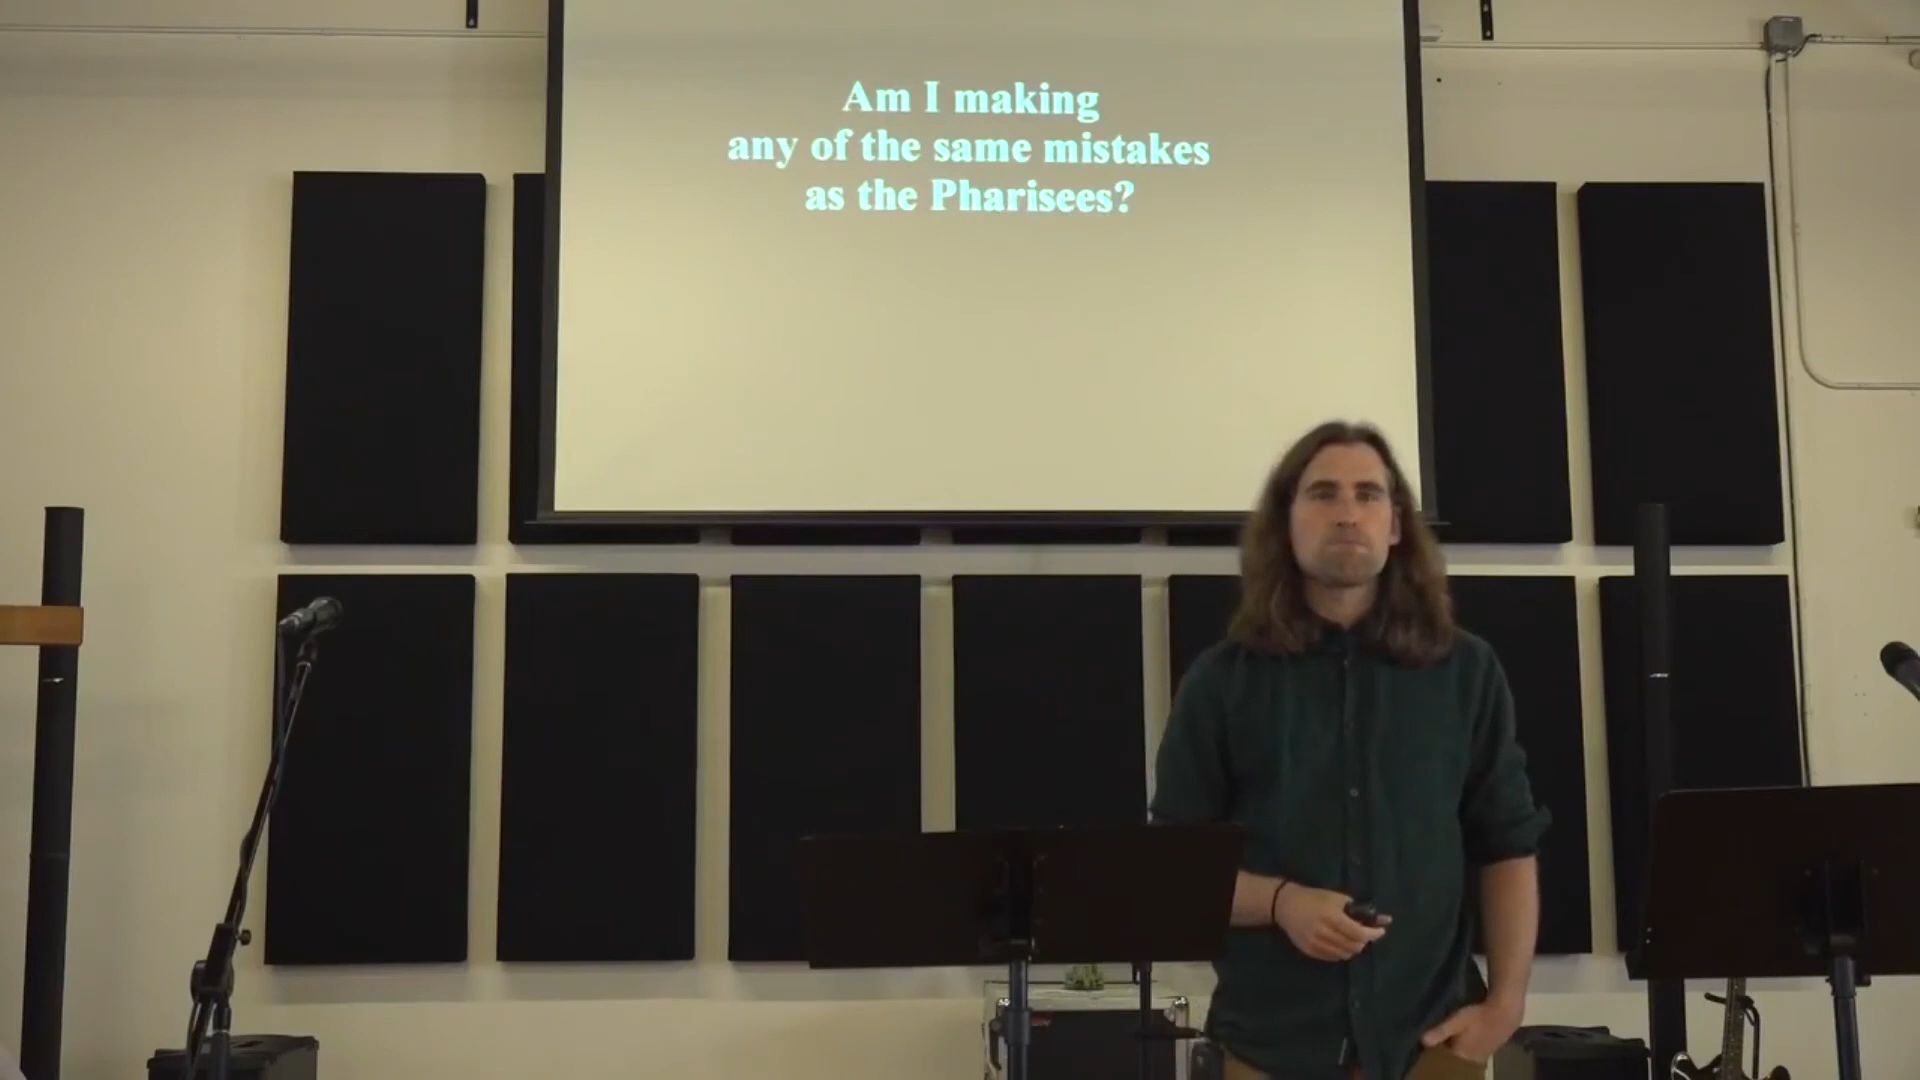 Am I making
any of the same mistakes
as the Pharisees?